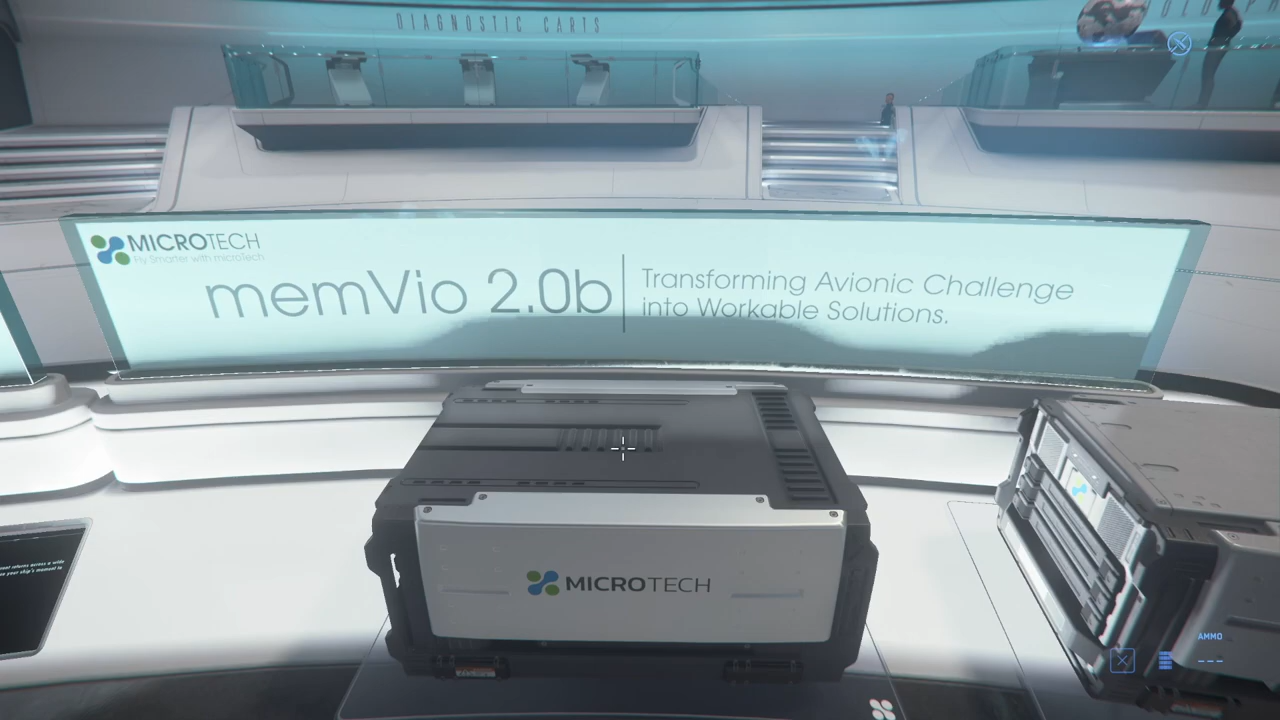 DIAGNOSTIC CARTS
MICROTECH
Fly Smarter with microTech
memVio 2.0b
Transforming Avionic Challenge
into Workable Solutions.
MICROTECH
AMMO